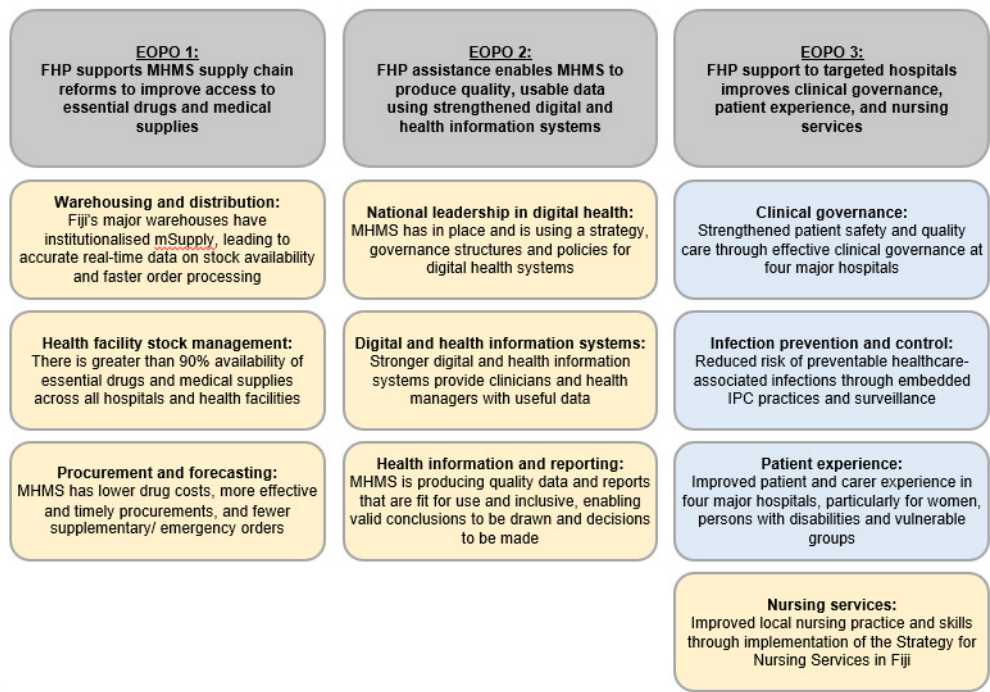 EOPO 1:
FHP supports MHMS supply chain
reforms to improve access to
essential drugs and medical
supplies
Warehousing and distribution:
Fiji's major warehouses have
institutionalised mSupply, leading to
accurate real-time data on stock availability
and faster order processing
Health facility stock management:
There is greater than 90% availability of
essential drugs and medical supplies
across all hospitals and health facilities
Procurement and forecasting:
MHMS has lower drug costs, more effective
and timely procurements, and fewer
supplementary/ emergency orders
EOPO 2:
FHP assistance enables MHMS to
produce quality, usable data
using strengthened digital and
health information systems
National leadership in digital health:
MHMS has in place and is using a strategy,
governance structures and policies for
digital health systems
Digital and health information systems:
Stronger digital and health information
systems provide clinicians and health
managers with useful data
Health information and reporting:
MHMS is producing quality data and reports
that are fit for use and inclusive, enabling
valid conclusions to be drawn and decisions
to be made
EOPO 3:
FHP support to targeted hospitals
improves clinical governance,
patient experience, and nursing
services
Clinical governance:
Strengthened patient safety and quality
care through effective clinical governance at
four major hospitals
Infection prevention and control:
Reduced risk of preventable healthcare-
associated infections through embedded
IPC practices and surveillance
Patient experience:
Improved patient and carer experience in
four major hospitals, particularly for women,
persons with disabilities and vulnerable
groups
Nursing services:
Improved local nursing practice and skills
through implementation of the Strategy for
Nursing Services in Fiji